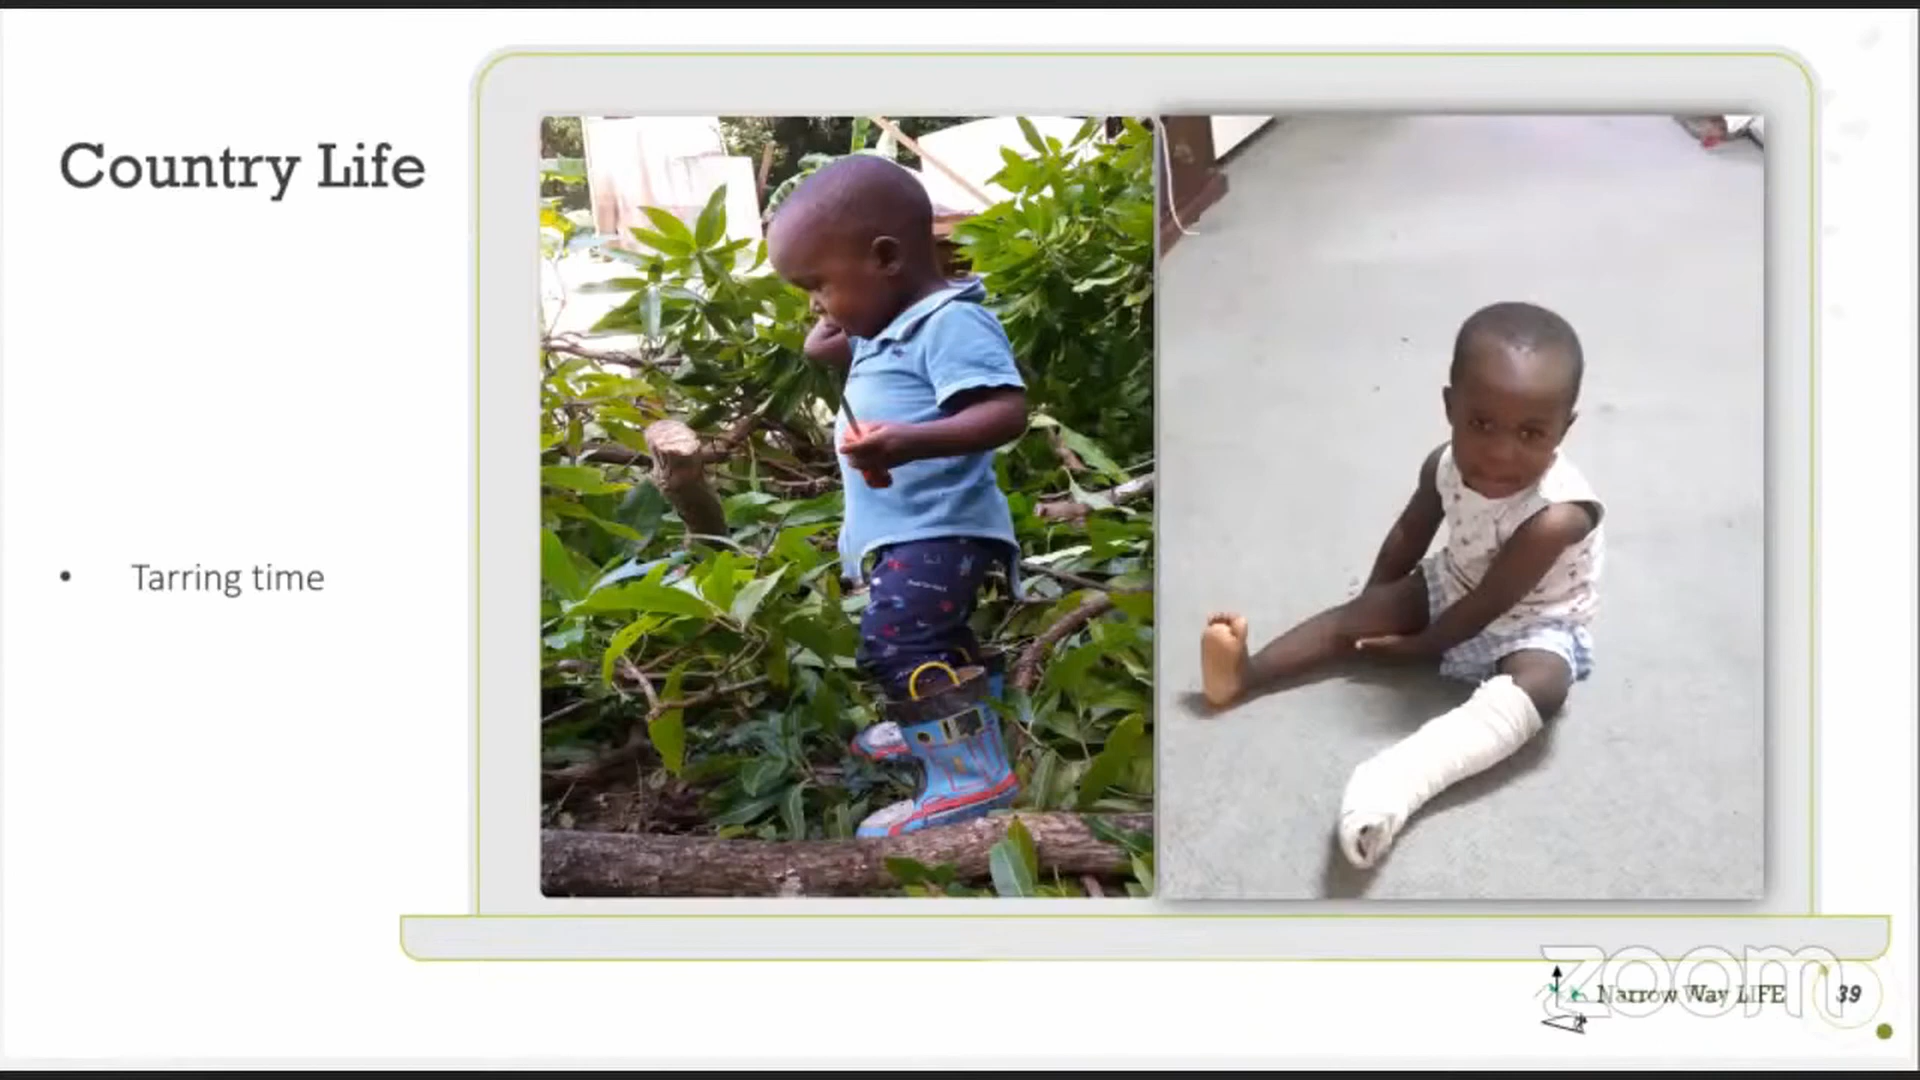 Country Life
• Tarring time
zoom
Narrow Way LIFE
39